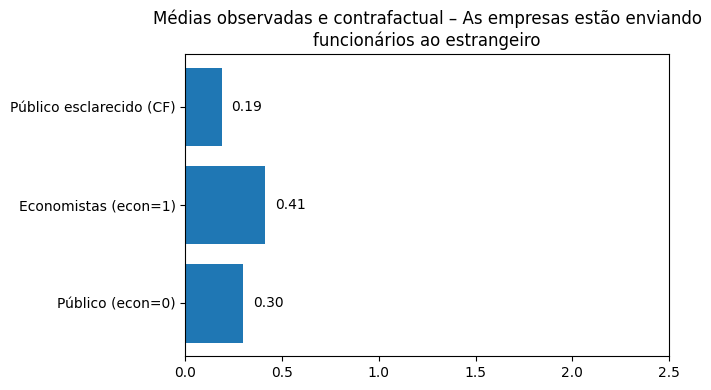 Médias observadas e contrafactual – As empresas estão enviando
funcionários ao estrangeiro
Público esclarecido (CF)
0.19
Economistas (econ=1)
0.41
Público (econ=0)
0.30
0.0
0.5
1.0
1.5
2.0
2.5